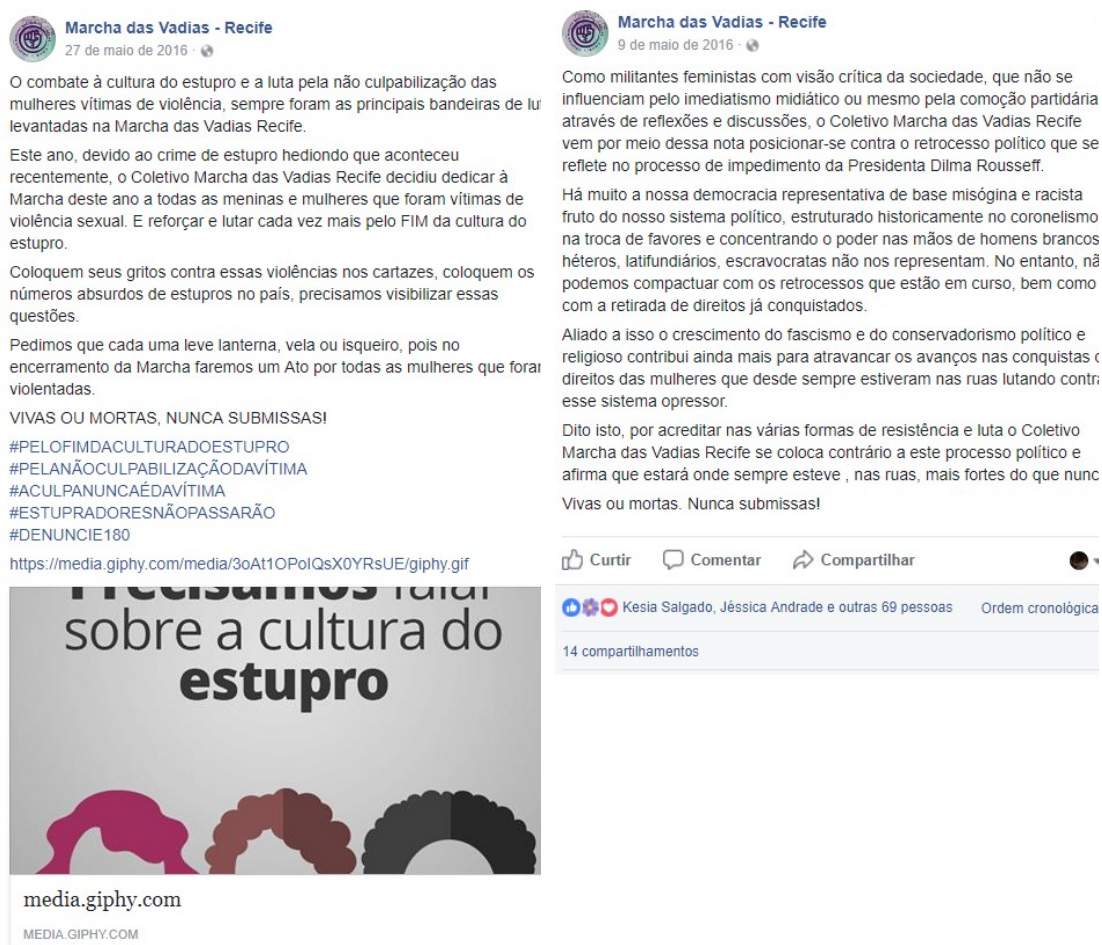 Marcha das Vadias - Recife
27 de maio de 2016 ·
O combate à cultura do estupro e a luta pela não culpabilização das
mulheres vítimas de violência, sempre foram as principais bandeiras de
levantadas na Marcha das Vadias Recife.
Este ano, devido ao crime de estupro hediondo que aconteceu
recentemente, o Coletivo Marcha das Vadias Recife decidiu dedicar à
Marcha deste ano a todas as meninas e mulheres que foram vítimas de
violência sexual. E reforçar e lutar cada vez mais pelo FIM da cultura do
estupro.
Coloquem seus gritos contra essas violências nos cartazes, coloquem os
números absurdos de estupros no país, precisamos visibilizar essas
questões.
Pedimos que cada uma leve lanterna, vela ou isqueiro, pois no
encerramento da Marcha faremos um Ato por todas as mulheres que
violentadas.
VIVAS OU MORTAS, NUNCA SUBMISSAS!
#PELOFIMDACULTURADOESTUPRO
#PELANÃOCULPABILIZAÇÃODAVÍTIMA
#ACULPANUNCAÉDAVÍTIMA
#ESTUPRADORESNÃOPASSARÃO
#DENUNCIE180
https://media.giphy.com/media/3oAt1OPolQsX0YRsUE/giphy.gif
Precisamos falar
sobre a cultura do
estupro
media.giphy.com
MEDIA.GIPHY.COM
Marcha das Vadias - Recife
9 de maio de 2016 ·
Como militantes feministas com visão crítica da sociedade, que não se
influenciam pelo imediatismo midiático ou mesmo pela comoção partidária
através de reflexões e discussões, o Coletivo Marcha das Vadias Recife
vem por meio dessa nota posicionar-se contra o retrocesso político que se
reflete no processo de impedimento da Presidenta Dilma Rousseff.
Há muito a nossa democracia representativa de base misógina e racista
fruto do nosso sistema político, estruturado historicamente no coronelismo
na troca de favores e concentrando o poder nas mãos de homens brancos
héteros, latifundiários, escravocratas não nos representam. No entanto,
podemos compactuar com os retrocessos que estão em curso, bem como
com a retirada de direitos já conquistados.
Aliado a isso o crescimento do fascismo e do conservadorismo político e
religioso contribui ainda mais para atravancar os avanços nas conquistas
direitos das mulheres que desde sempre estiveram nas ruas lutando contra
esse sistema opressor.
Dito isto, por acreditar nas várias formas de resistência e luta o Coletivo
Marcha das Vadias Recife se coloca contrário a este processo político e
afirma que estará onde sempre esteve , nas ruas, mais fortes do que
Vivas ou mortas. Nunca submissas!
Curtir Comentar Compartilhar
Kesia Salgado, Jéssica Andrade e outras 69 pessoas Ordem cronológica
14 compartilhamentos